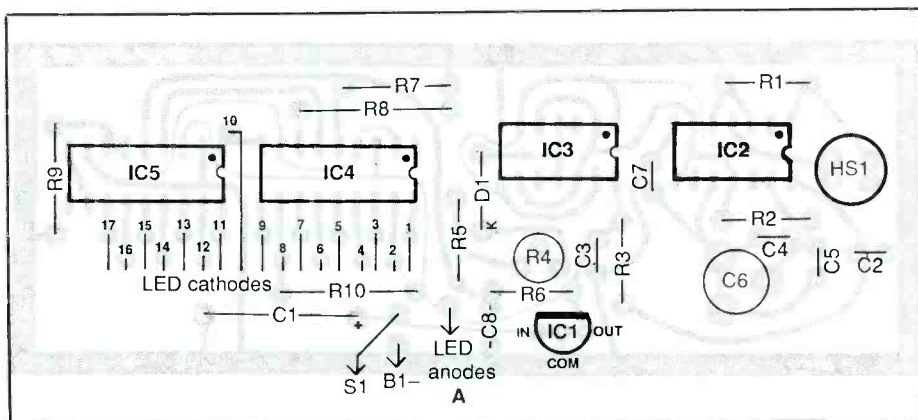 R7
R1
R8
10
IC5
IC4
IC3
IC2
HS1
R9
D1
C7
K
17 15 13 11 9 7 5 3 1
16 14 12 8 6 4 2
R5
R4
C3
R3
R2
C4
C6
C5
C2
LED cathodes
R10
R6
C1
+
C8
IN IC1 OUT
COM
LED
anodes
S1
B1–
A